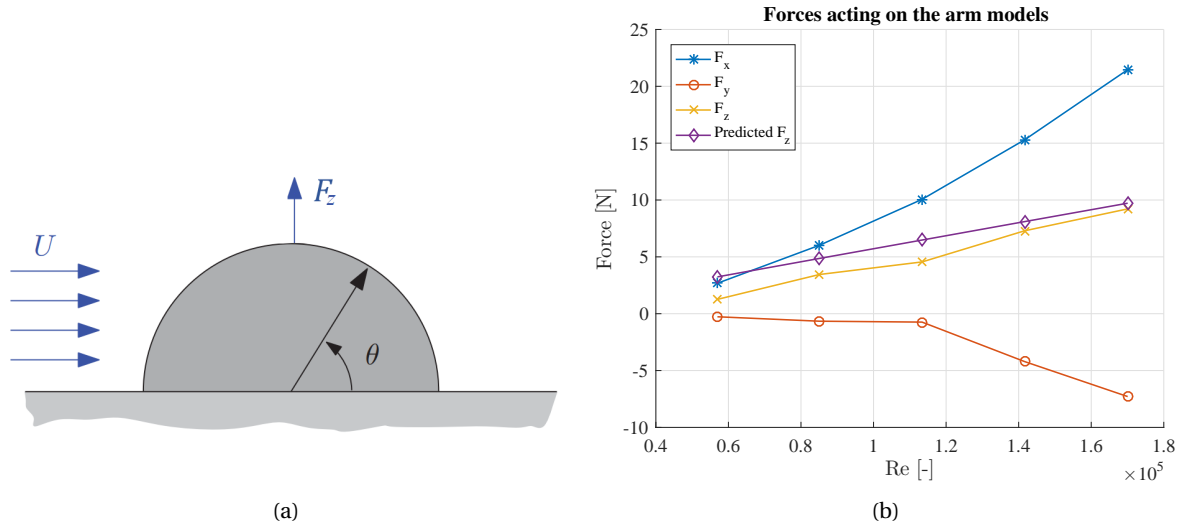 U
F_z
θ
(a)
Forces acting on the arm models
F_x
F_y
F_z
Predicted F_z
Force [N]
25
20
15
10
5
0
-5
-10
0.4 0.6 0.8 1 1.2 1.4 1.6 1.8
Re [-]
×10^5
(b)